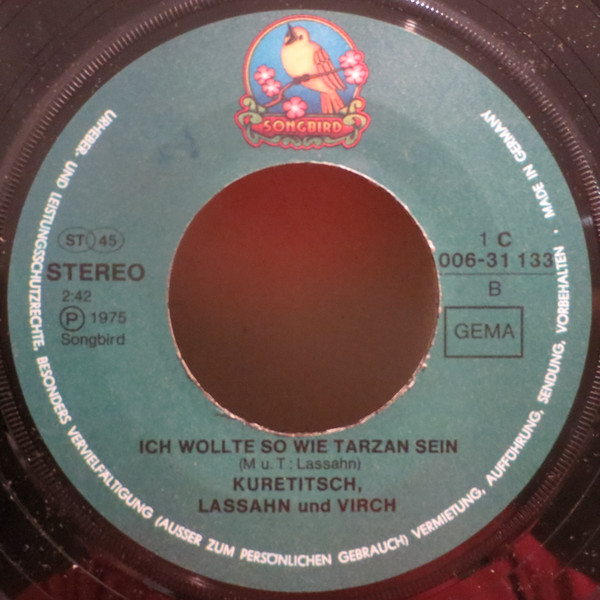 SONGBIRD
URHEBER- UND LEISTUNGSSCHUTZRECHTE, BESONDERS VERVIELFÄLTIGUNG (AUSSER ZUM PERSÖNLICHEN GEBRAUCH) VERMIETUNG, AUFFÜHRUNG, SENDUNG, VORBEHALTEN · MADE IN GERMANY
ST 45
STEREO
2:42
Ⓟ 1975
Songbird
1 C
006-31 133
B
GEMA
ICH WOLLTE SO WIE TARZAN SEIN
(M u. T: Lassahn)
KURETITSCH,
LASSAHN und VIRCH